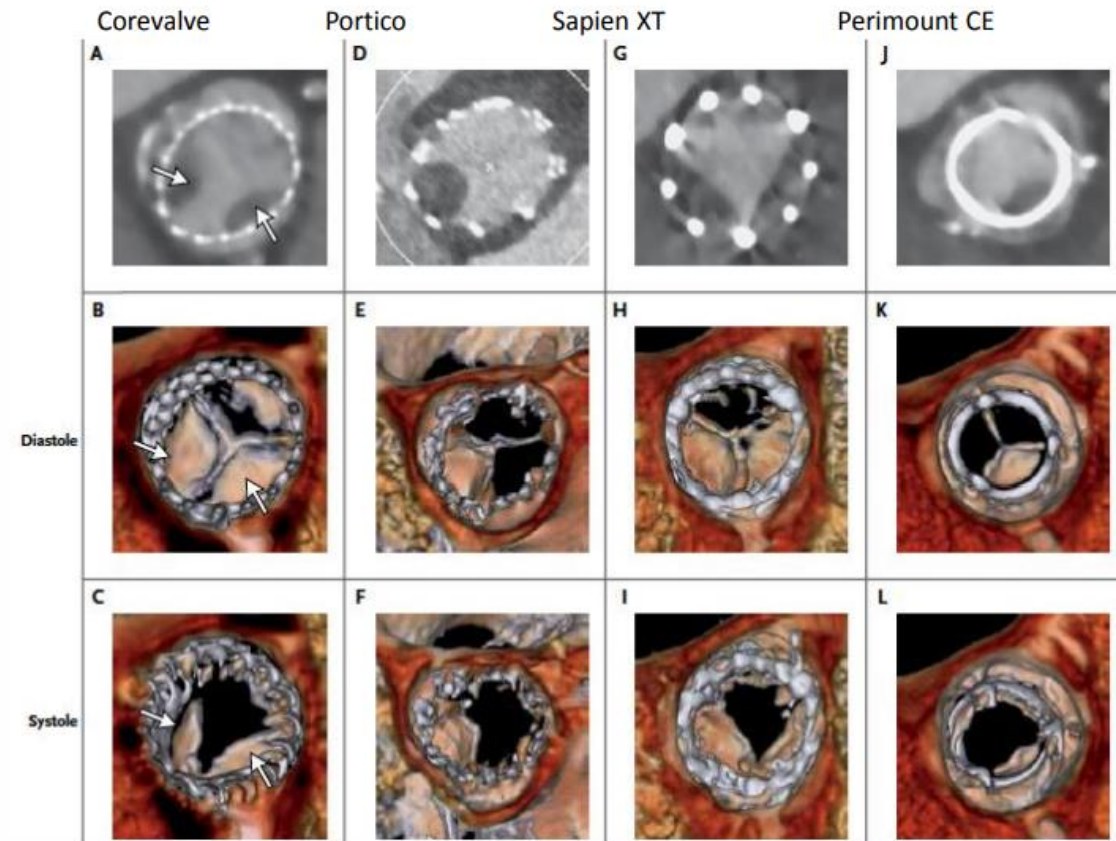 Corevalve Portico Sapien XT Perimount CE
A D G J
B E H K
Diastole
C F I L
Systole